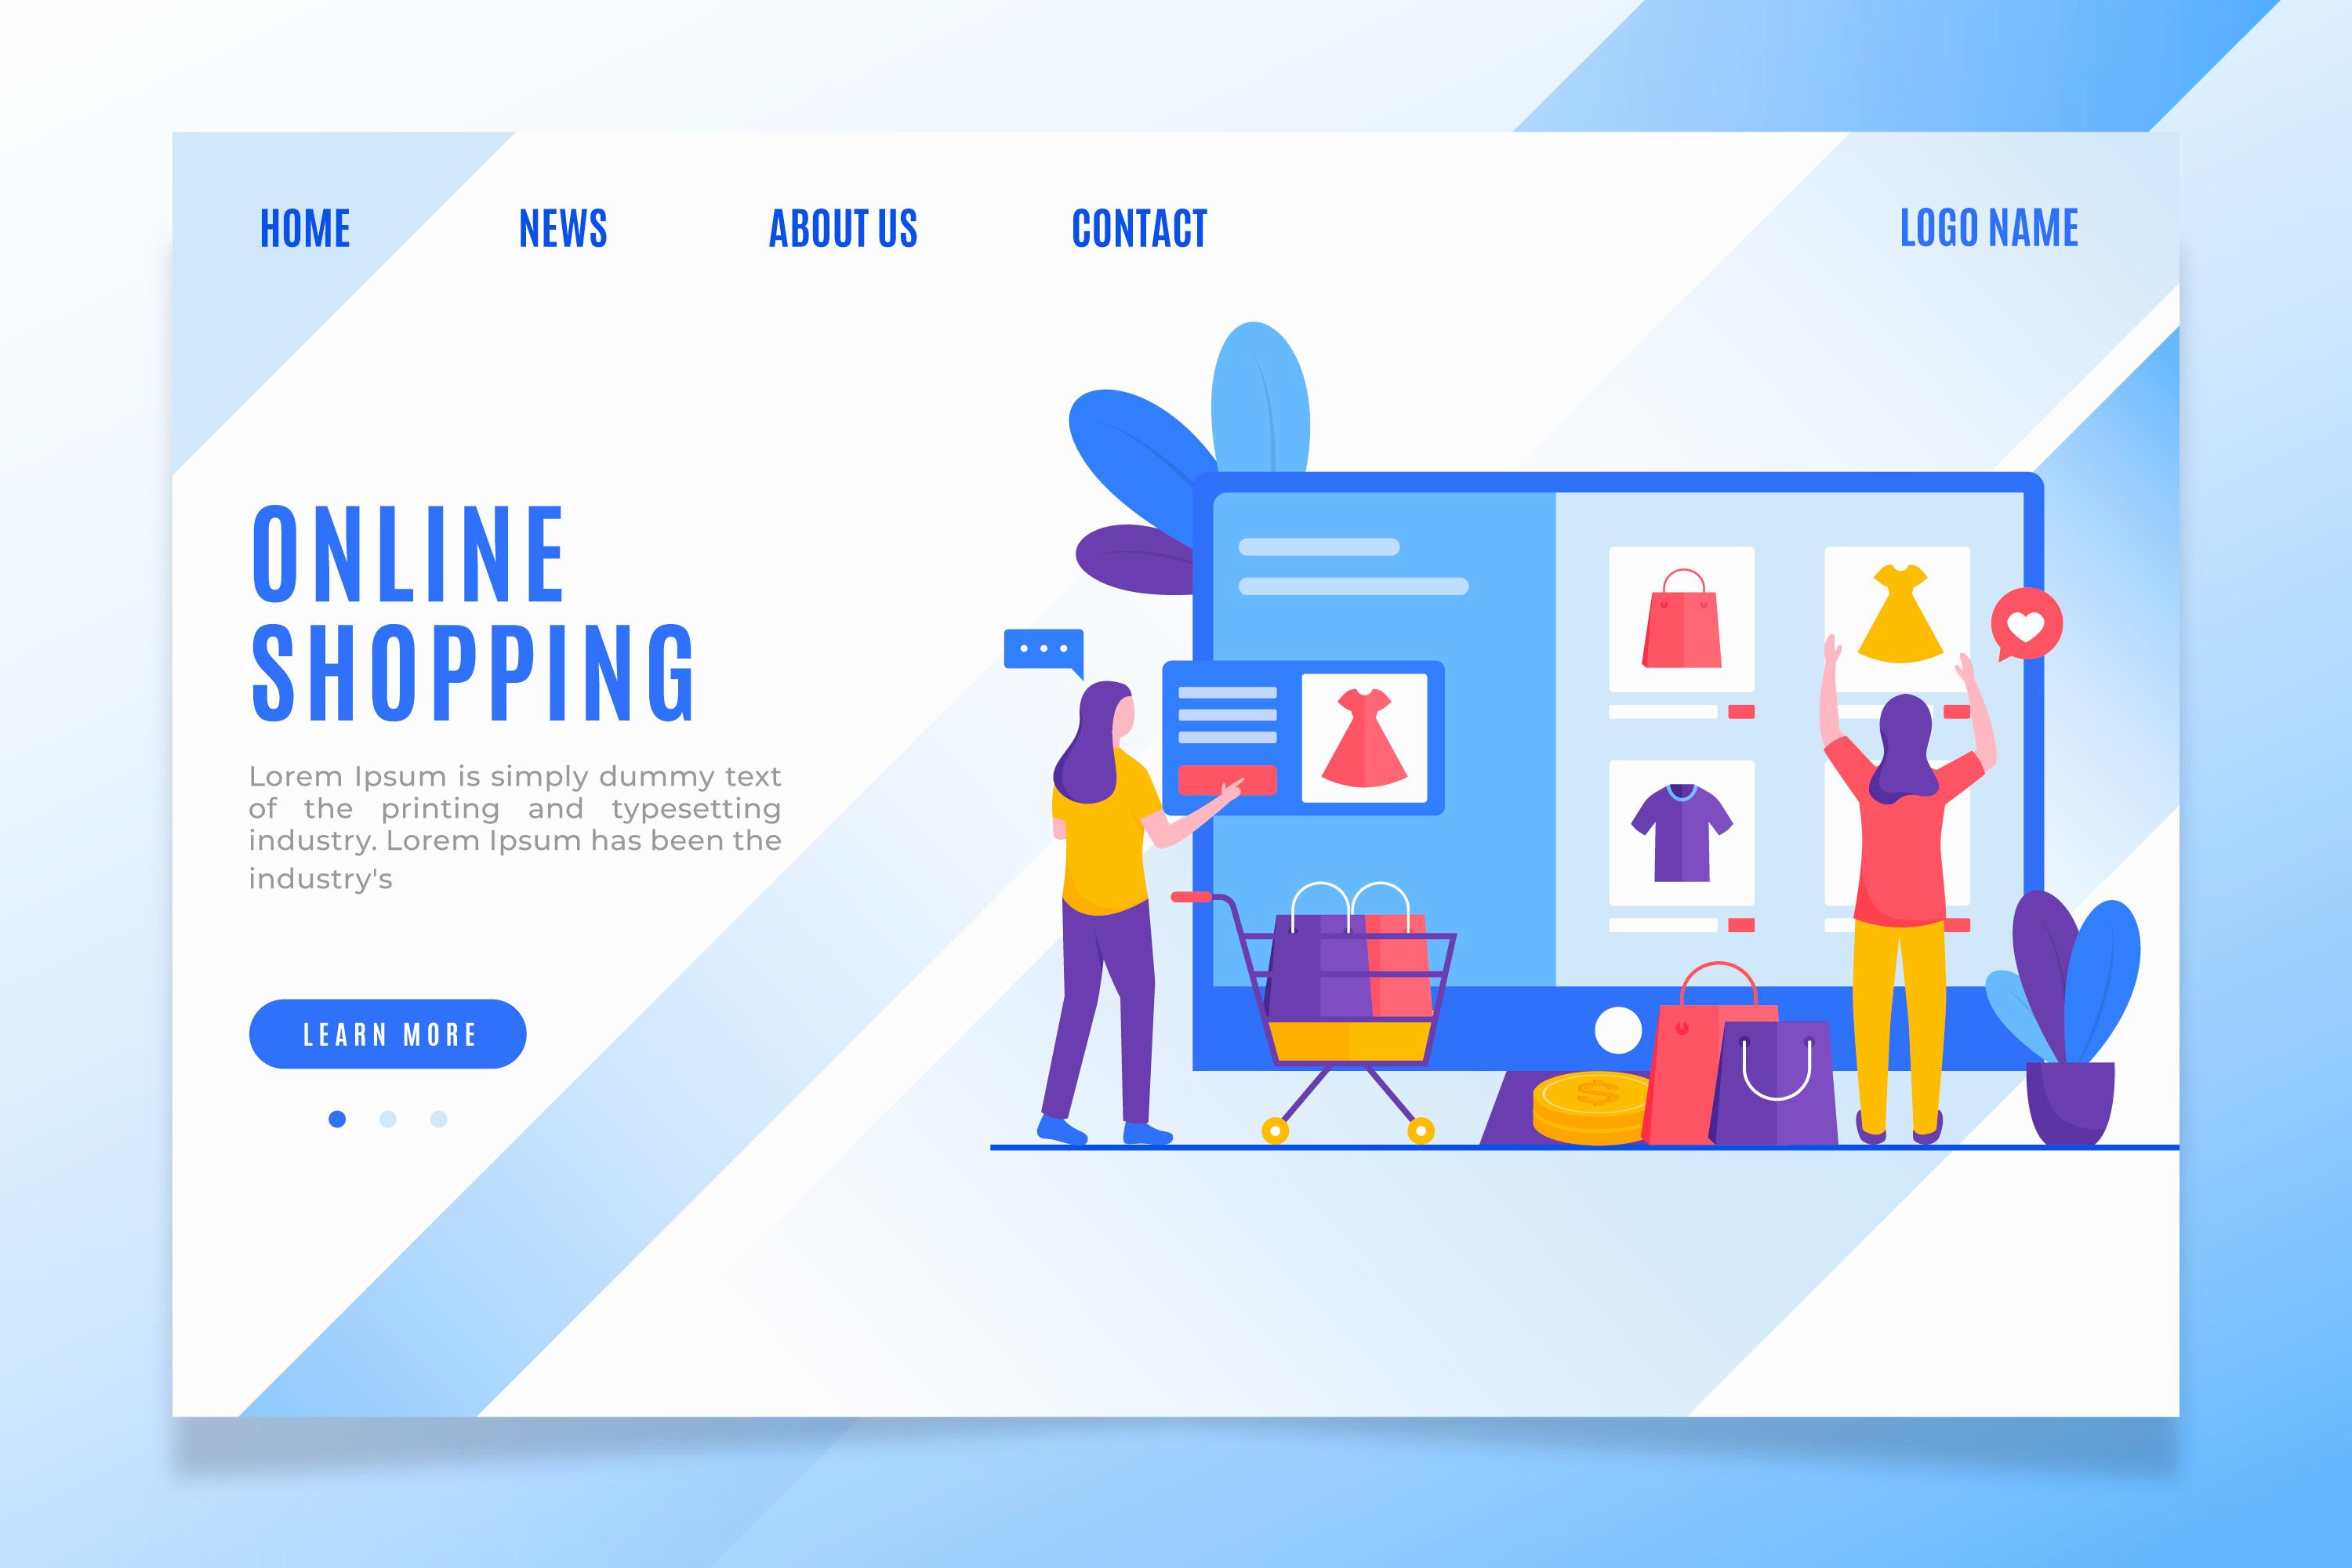 HOME NEWS ABOUT US CONTACT LOGO NAME
ONLINE
SHOPPING
Lorem Ipsum is simply dummy text
of the printing and typesetting
industry. Lorem Ipsum has been the
industry's
LEARN MORE
$